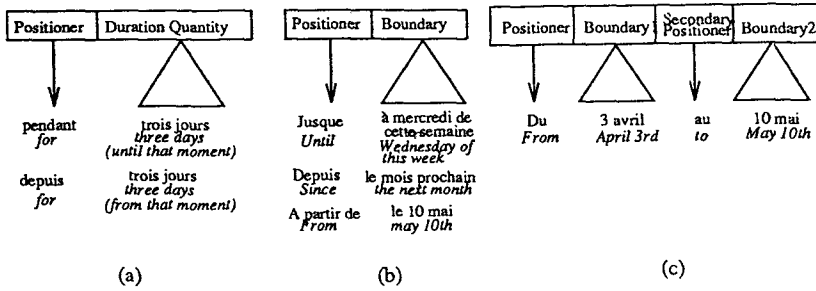 Positioner Duration Quantity
pendant trois jours
for three days
(until that moment)
depuis trois jours
for three days
(from that moment)
(a)
Positioner Boundary
Jusque à mercredi de
Until cette semaine
Wednesday of
this week
Depuis le mois prochain
Since the next month
A partir de le 10 mai
From may 10th
(b)
Positioner Boundary1 Secondary Positioner Boundary2
Du 3 avril au 10 mai
From April 3rd to May 10th
(c)